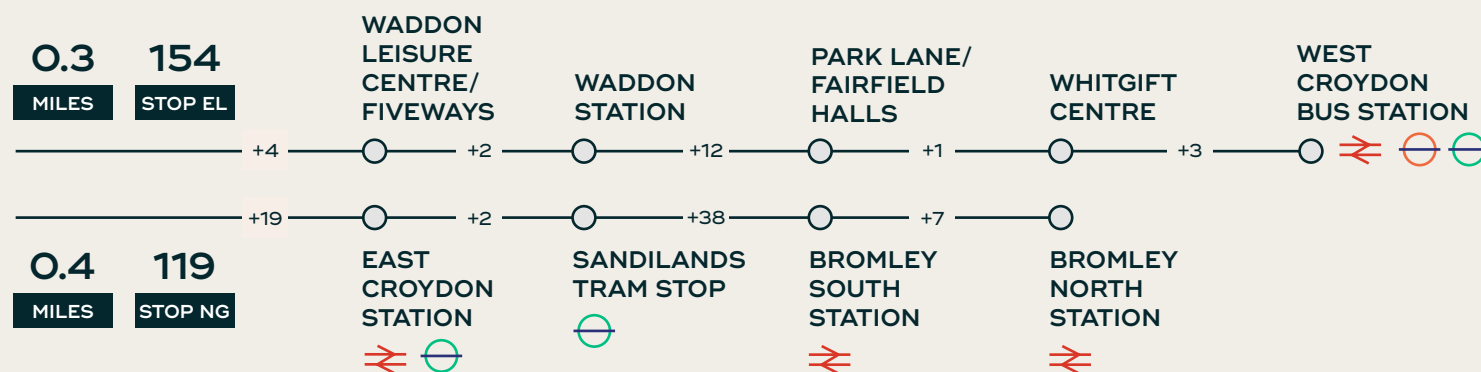 0.3
MILES
154
STOP EL
WADDON
LEISURE
CENTRE/
FIVEWAYS
WADDON
STATION
PARK LANE/
FAIRFIELD
HALLS
WHITGIFT
CENTRE
WEST
CROYDON
BUS STATION
+4
+2
+12
+1
+3
+19
+2
+38
+7
0.4
MILES
119
STOP NG
EAST
CROYDON
STATION
SANDILANDS
TRAM STOP
BROMLEY
SOUTH
STATION
BROMLEY
NORTH
STATION